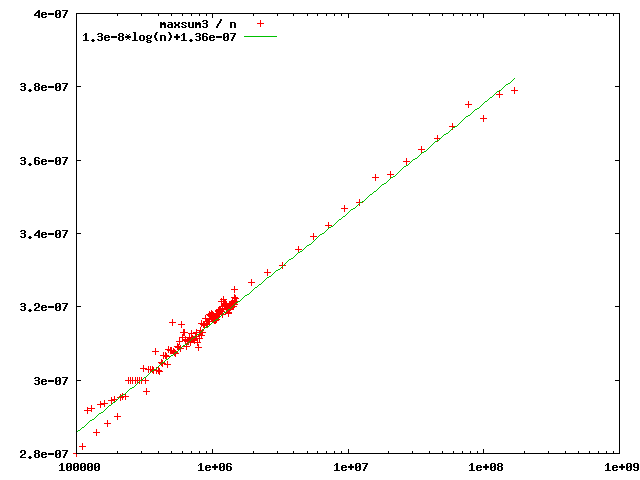 4e-07
maxsum3 / n
1.3e-8*log(n)+1.36e-07
3.8e-07
3.6e-07
3.4e-07
3.2e-07
3e-07
2.8e-07
100000
1e+06
1e+07
1e+08
1e+09